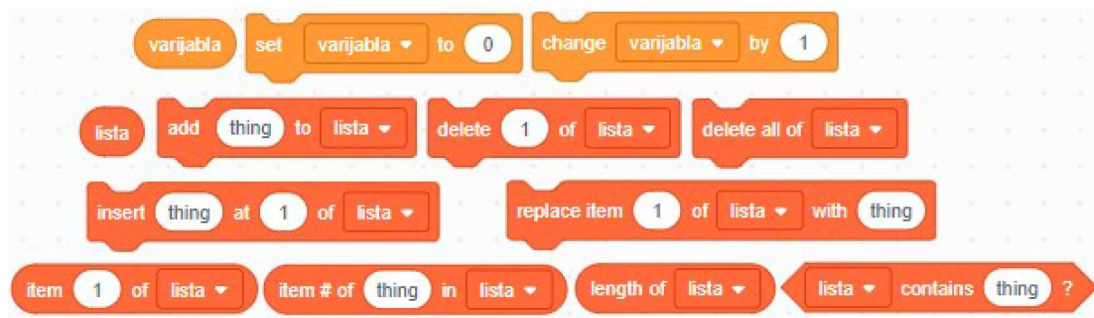 varijabla set varijabla to 0 change varijabla by 1
lista add thing to lista delete 1 of lista delete all of lista
insert thing at 1 of lista replace item 1 of lista with thing
item 1 of lista item # of thing in lista length of lista lista contains thing ?